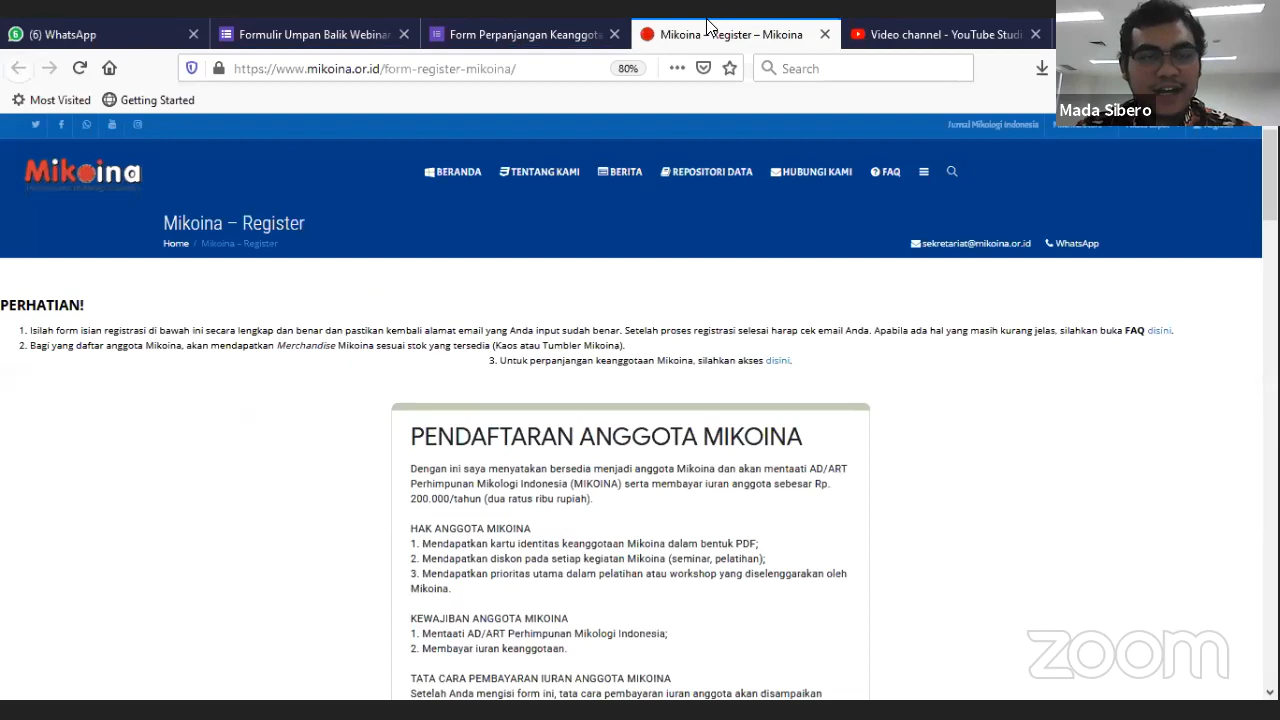 (6) WhatsApp
Formulir Umpan Balik Webinar
Form Perpanjangan Keanggota
Mikoina – Register – Mikoina
Video channel - YouTube Studi
https://www.mikoina.or.id/form-register-mikoina/
80%
Search
Mada Sibero
Most Visited
Getting Started
Jurnal Mikologi Indonesia
Mikoina
BERANDA
TENTANG KAMI
BERITA
REPOSITORI DATA
HUBUNGI KAMI
FAQ
Mikoina – Register
Home / Mikoina – Register
sekretariat@mikoina.or.id
WhatsApp
PERHATIAN!
1. Isilah form isian registrasi di bawah ini secara lengkap dan benar dan pastikan kembali alamat email yang Anda input sudah benar. Setelah proses registrasi selesai harap cek email Anda. Apabila ada hal yang masih kurang jelas, silahkan buka FAQ disini.
2. Bagi yang daftar anggota Mikoina, akan mendapatkan Merchandise Mikoina sesuai stok yang tersedia (Kaos atau Tumbler Mikoina).
3. Untuk perpanjangan keanggotaan Mikoina, silahkan akses disini.
PENDAFTARAN ANGGOTA MIKOINA
Dengan ini saya menyatakan bersedia menjadi anggota Mikoina dan akan mentaati AD/ART
Perhimpunan Mikologi Indonesia (MIKOINA) serta membayar iuran anggota sebesar Rp.
200.000/tahun (dua ratus ribu rupiah).
HAK ANGGOTA MIKOINA
1. Mendapatkan kartu identitas keanggotaan Mikoina dalam bentuk PDF;
2. Mendapatkan diskon pada setiap kegiatan Mikoina (seminar, pelatihan);
3. Mendapatkan prioritas utama dalam pelatihan atau workshop yang diselenggarakan oleh
Mikoina.
KEWAJIBAN ANGGOTA MIKOINA
1. Mentaati AD/ART Perhimpunan Mikologi Indonesia;
2. Membayar iuran keanggotaan.
TATA CARA PEMBAYARAN IURAN ANGGOTA MIKOINA
Setelah Anda mengisi form ini, tata cara pembayaran iuran anggota akan disampaikan
zoom